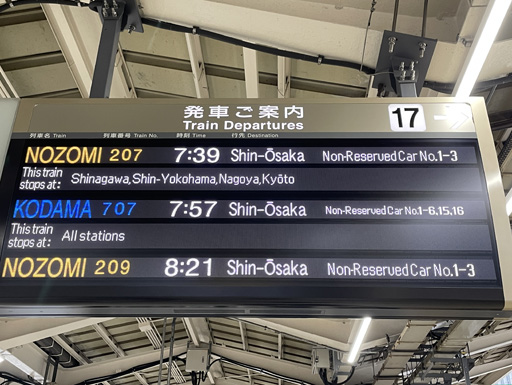 発車ご案内
Train Departures
17
列車名 Train 列車番号 Train No. 時刻 Time 行先 Destination
NOZOMI 207 7:39 Shin-Ōsaka Non-Reserved Car No.1-3
This train stops at: Shinagawa,Shin-Yokohama,Nagoya,Kyōto
KODAMA 707 7:57 Shin-Ōsaka Non-Reserved Car No.1-6,15,16
This train stops at: All stations
NOZOMI 209 8:21 Shin-Ōsaka Non-Reserved Car No.1-3